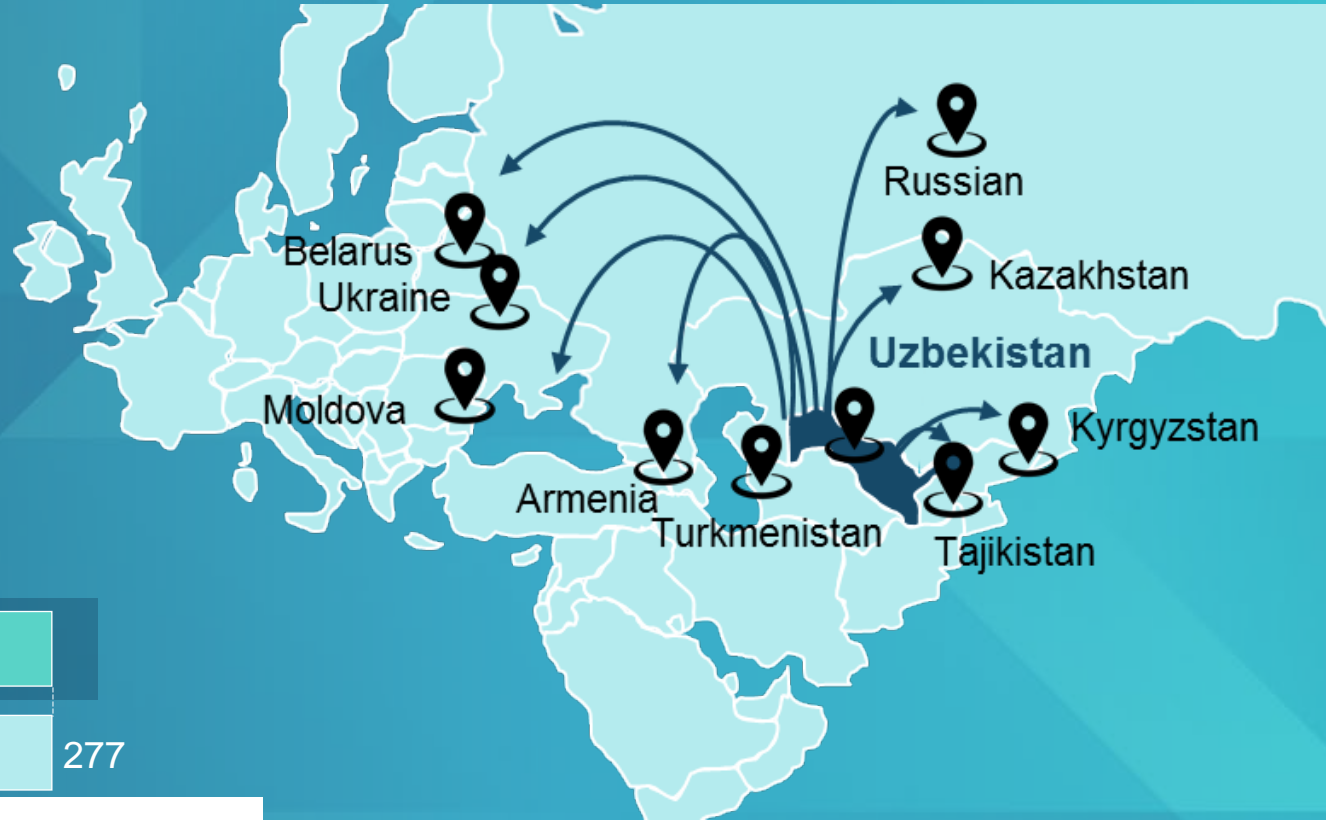 Russian
Belarus
Kazakhstan
Ukraine
Uzbekistan
Moldova
Kyrgyzstan
Armenia
Turkmenistan
Tajikistan
277